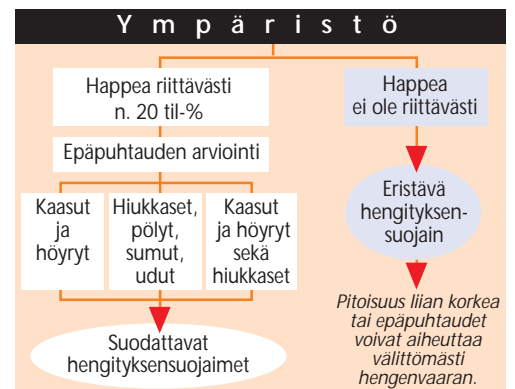 Ympäristö
Happea riittävästi
n. 20 til-%
Happea
ei ole riittävästi
Epäpuhtauden arviointi
Kaasut
ja
höyryt
Hiukkaset,
pölyt,
sumut,
udut
Kaasut
ja höyryt
sekä
hiukkaset
Suodattavat
hengityksensuojaimet
Eristävä
hengityksen-
suojain
Pitoisuus liian korkea
tai epäpuhtaudet
voivat aiheuttaa
välittömästi
hengenvaaran.